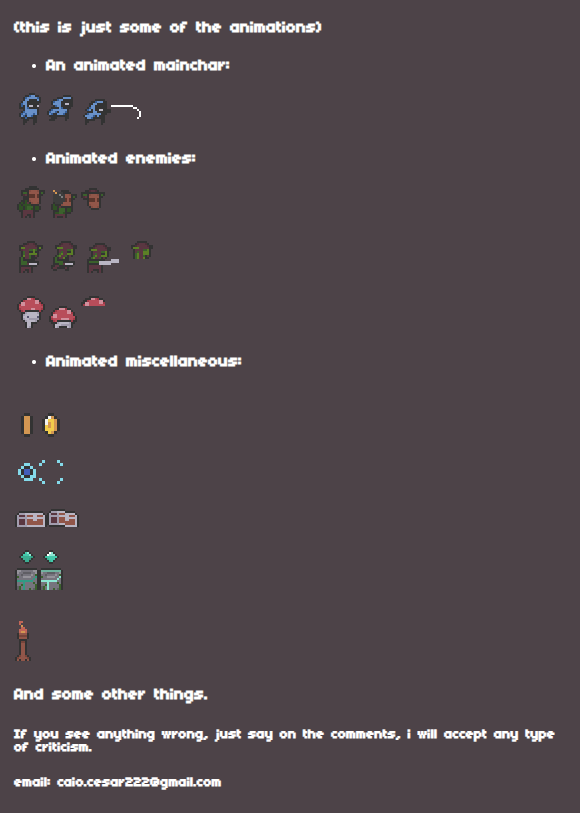 (this is just some of the animations)
• An animated mainchar:
• Animated enemies:
• Animated miscellaneous:
And some other things.
If you see anything wrong, just say on the comments, i will accept any type
of criticism.
email: caio.cesar222@gmail.com